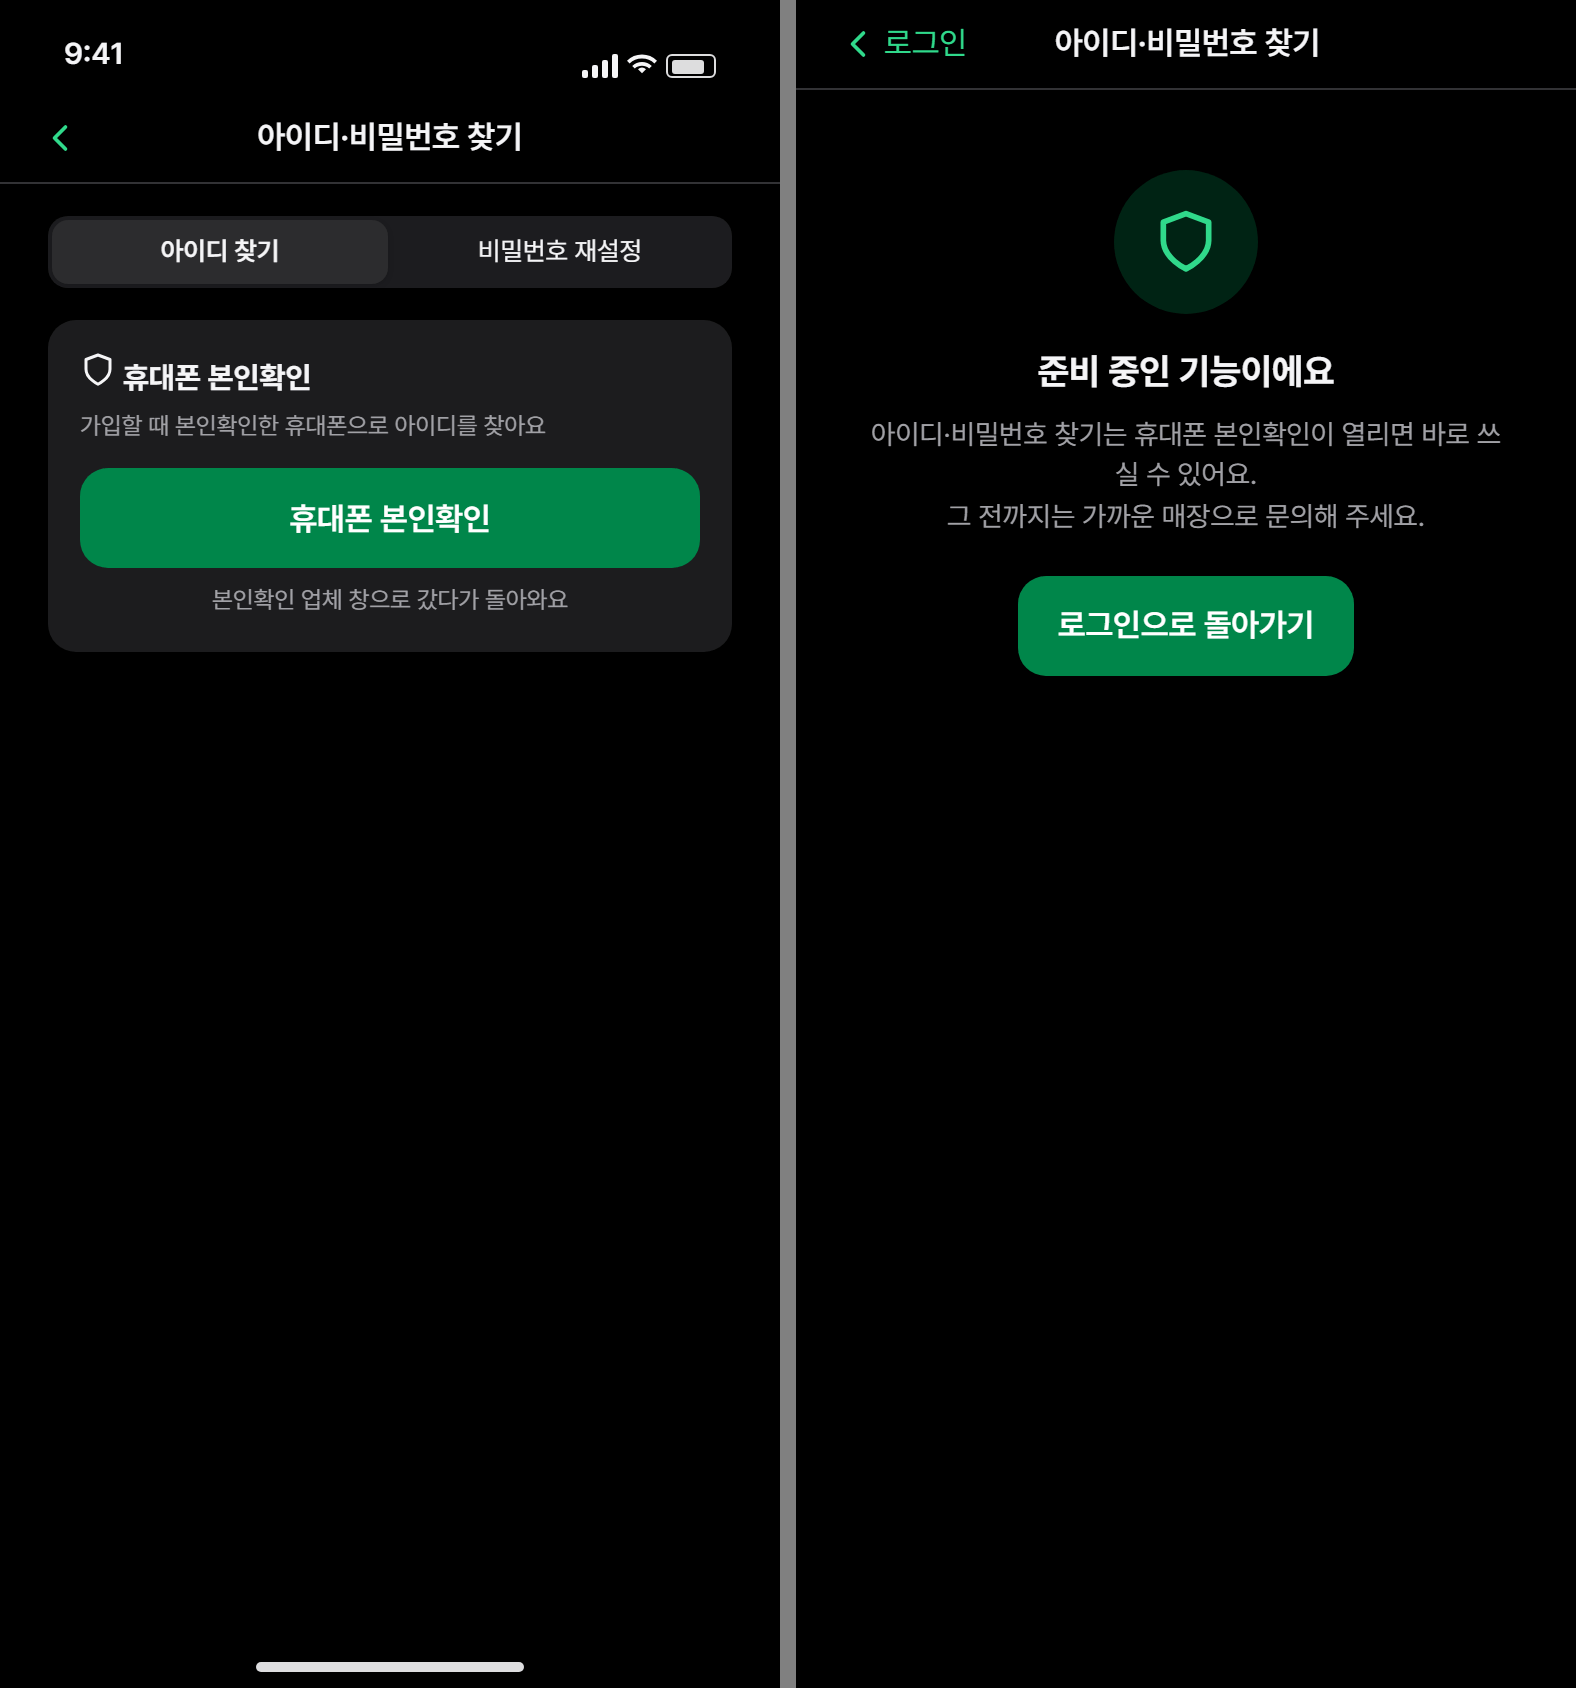 9:41
아이디·비밀번호 찾기
아이디 찾기
비밀번호 재설정
휴대폰 본인확인
가입할 때 본인확인한 휴대폰으로 아이디를 찾아요
휴대폰 본인확인
본인확인 업체 창으로 갔다가 돌아와요
로그인
아이디·비밀번호 찾기
준비 중인 기능이에요
아이디·비밀번호 찾기는 휴대폰 본인확인이 열리면 바로 쓰
실 수 있어요.
그 전까지는 가까운 매장으로 문의해 주세요.
로그인으로 돌아가기